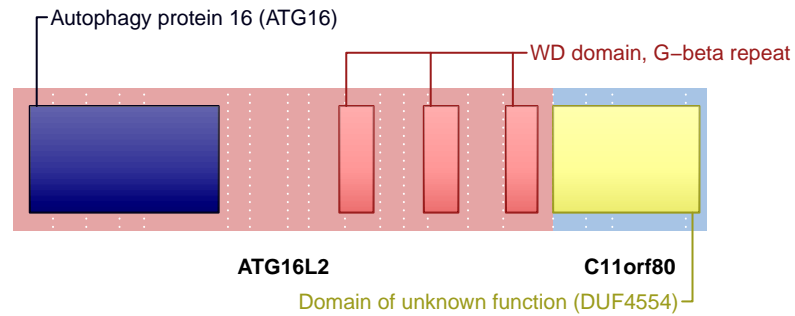 Autophagy protein 16 (ATG16)
WD domain, G−beta repeat
ATG16L2
C11orf80
Domain of unknown function (DUF4554)